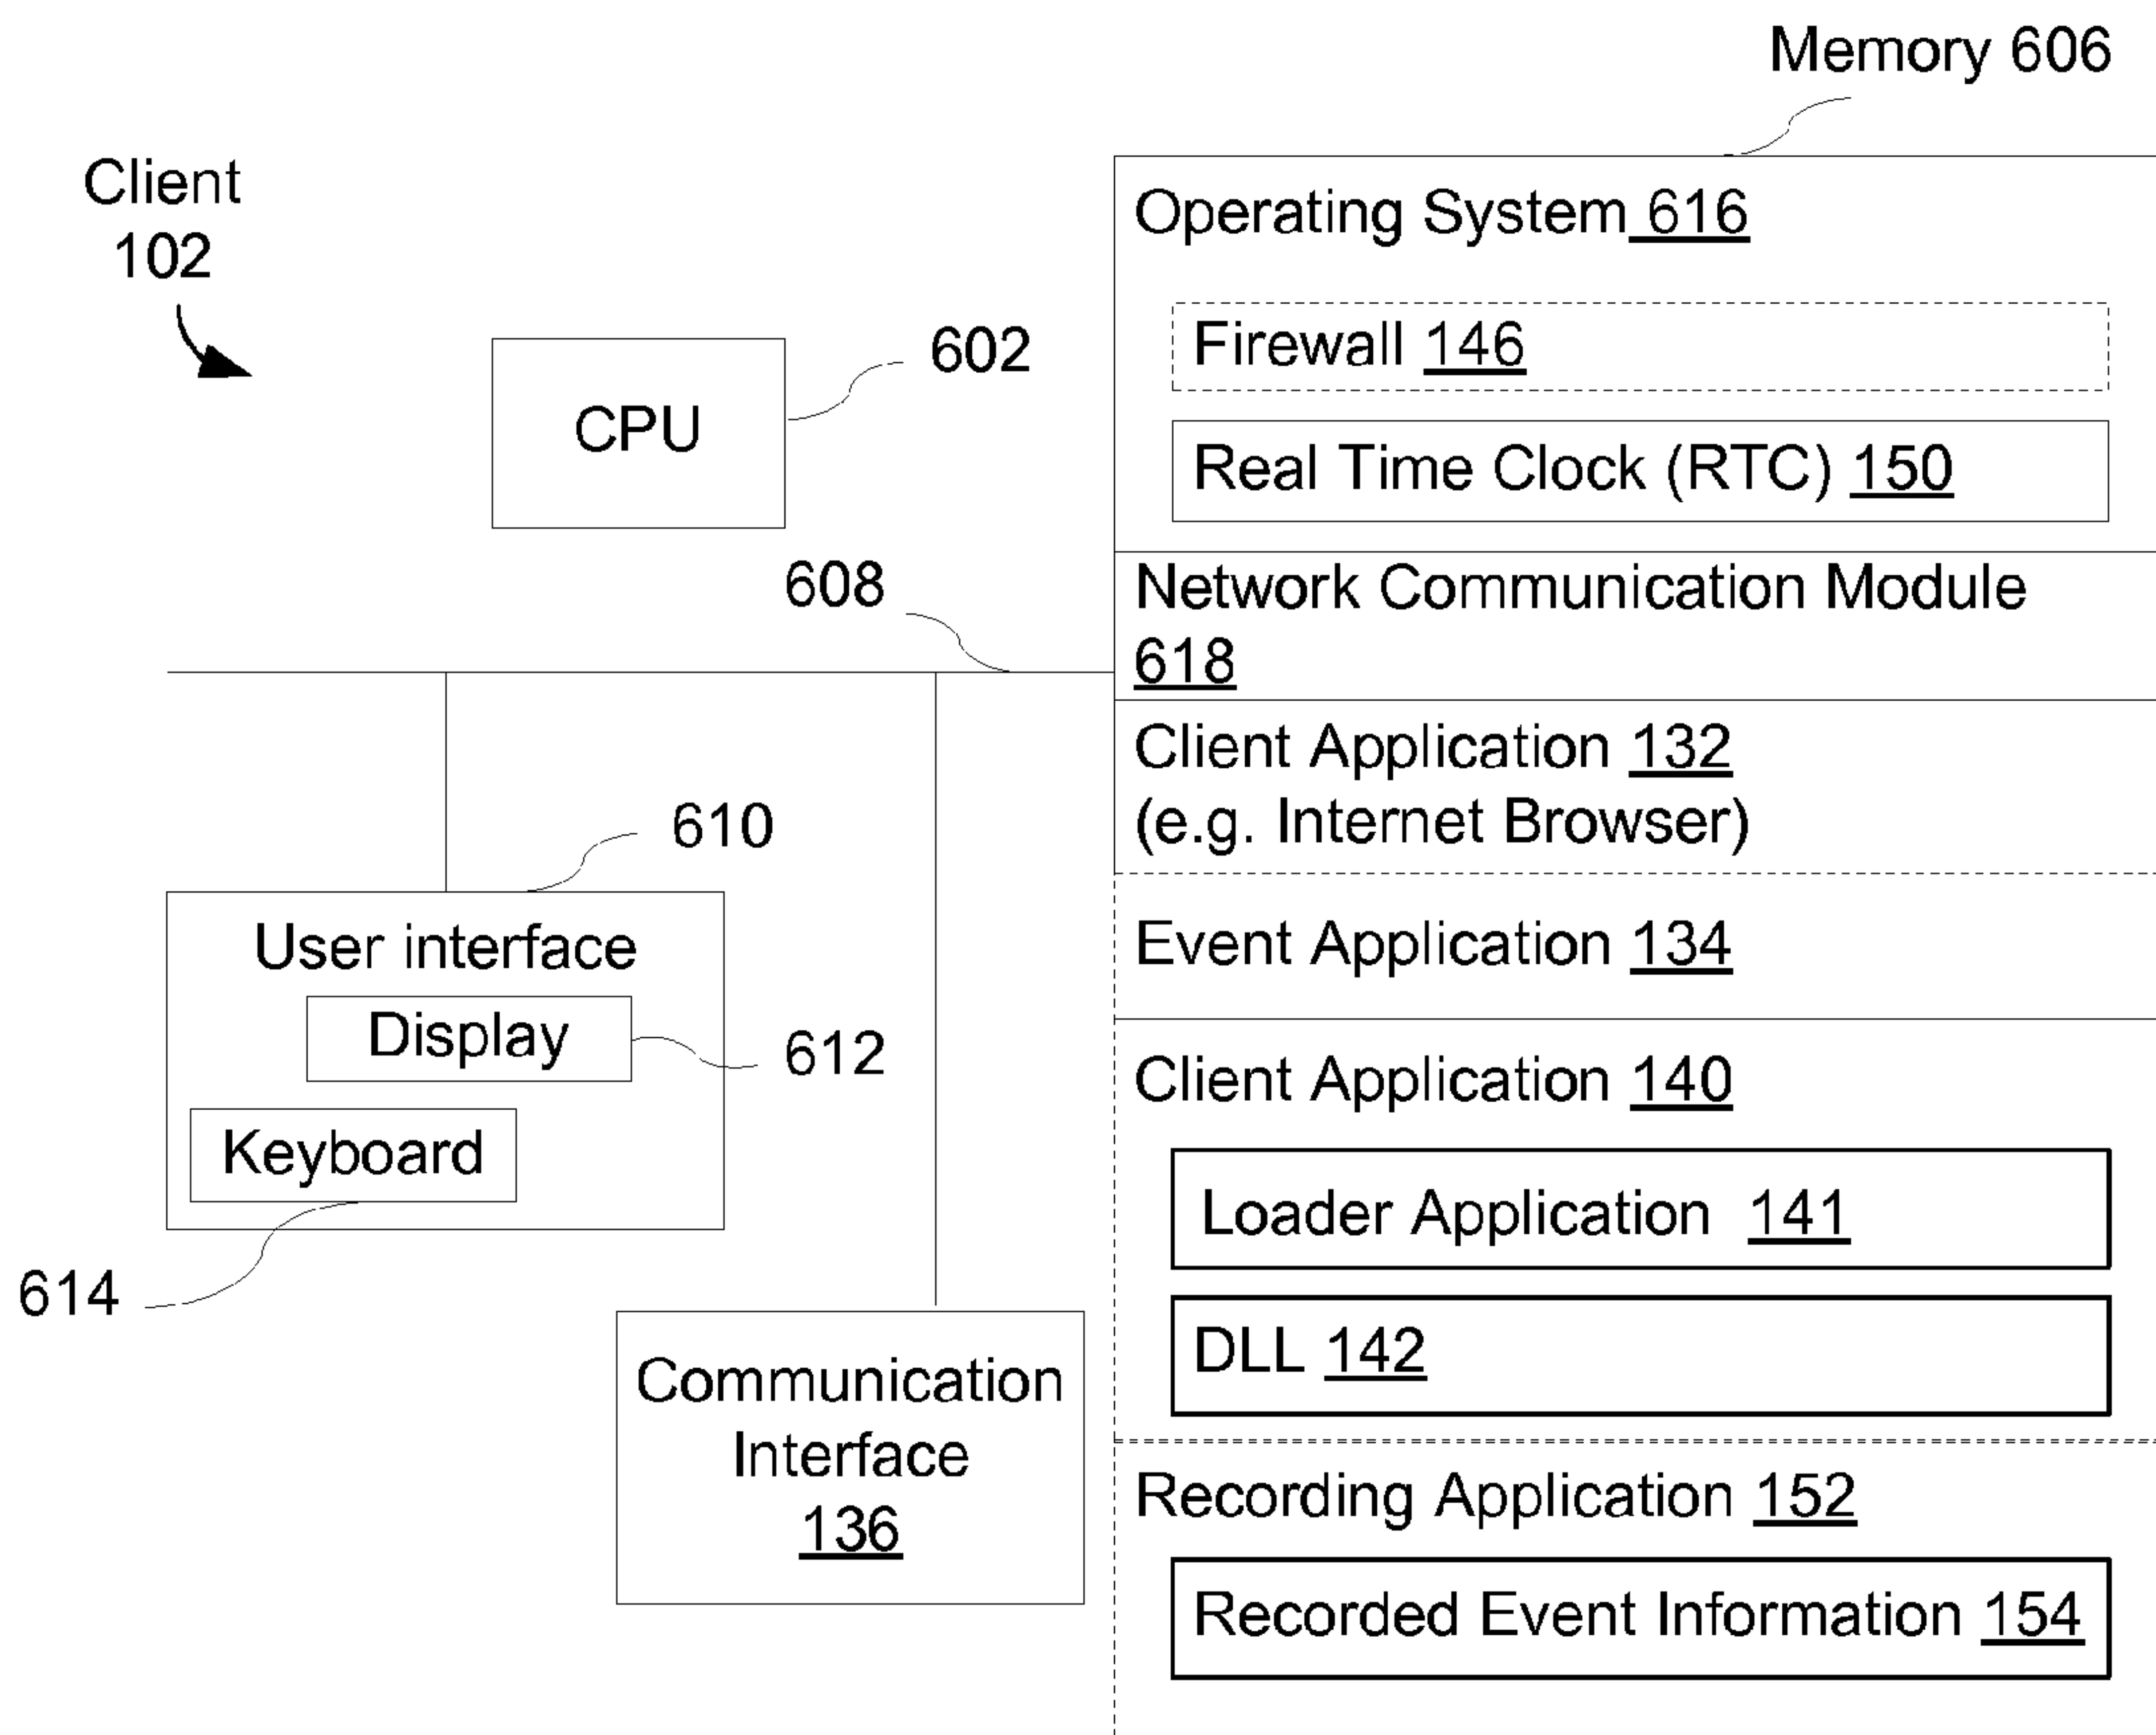 Memory 606
Client
102
Operating System 616
Firewall 146
602
CPU
Real Time Clock (RTC) 150
608
Network Communication Module
618
Client Application 132
(e.g. Internet Browser)
610
User interface
Event Application 134
Display
612
Client Application 140
Keyboard
Loader Application 141
614
DLL 142
Communication
Interface
136
Recording Application 152
Recorded Event Information 154